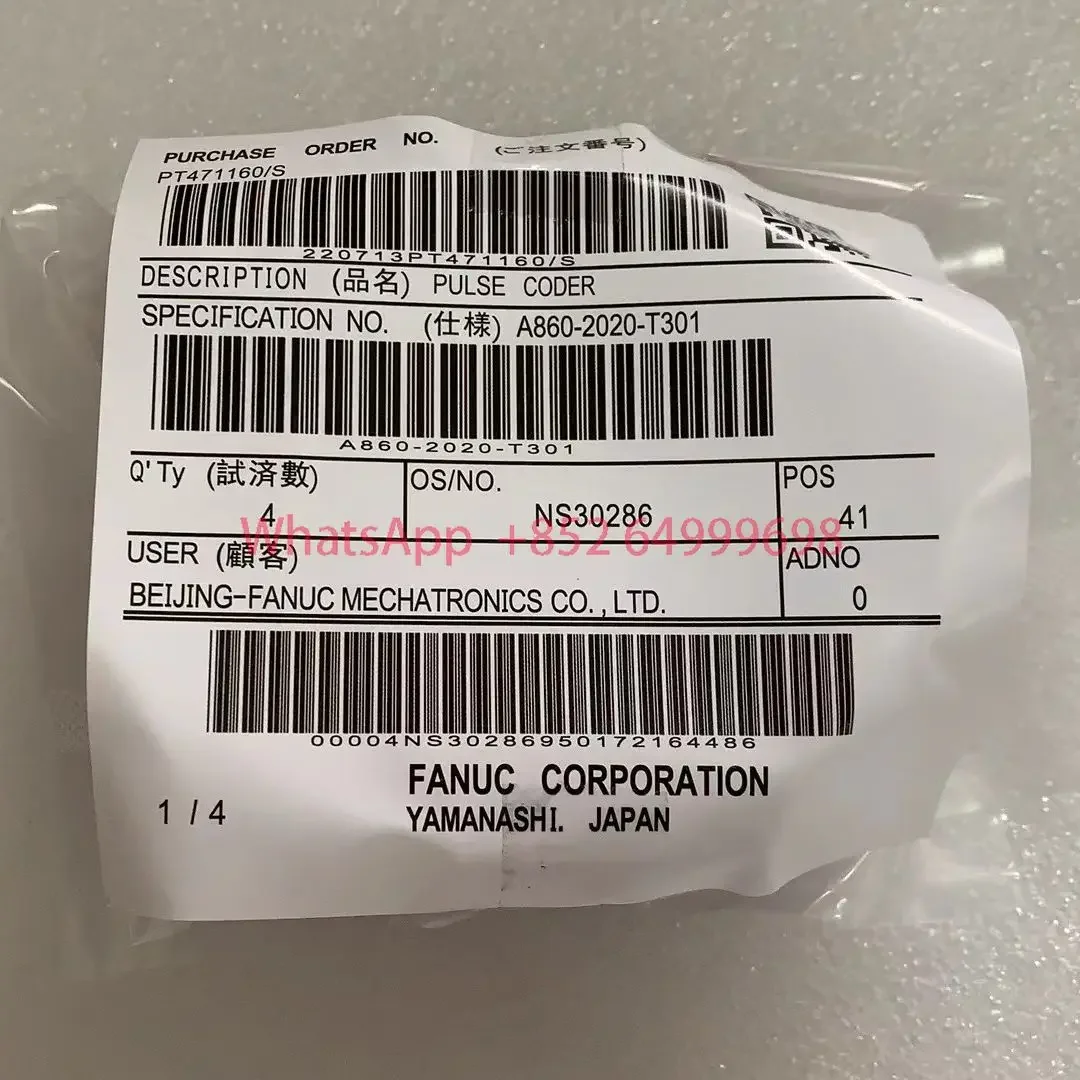 PURCHASE ORDER NO. (ご注文番号)
PT471160/S
220713PT471160/S
DESCRIPTION (品名) PULSE CODER
SPECIFICATION NO. (仕様) A860-2020-T301
A860-2020-T301
Q'Ty (試済數) OS/NO. POS
4 NS30286 41
WhatsApp +852 64999698
USER (顧客) ADNO
BEIJING-FANUC MECHATRONICS CO., LTD. 0
00004NS30286950172164486
FANUC CORPORATION
1 / 4 YAMANASHI. JAPAN